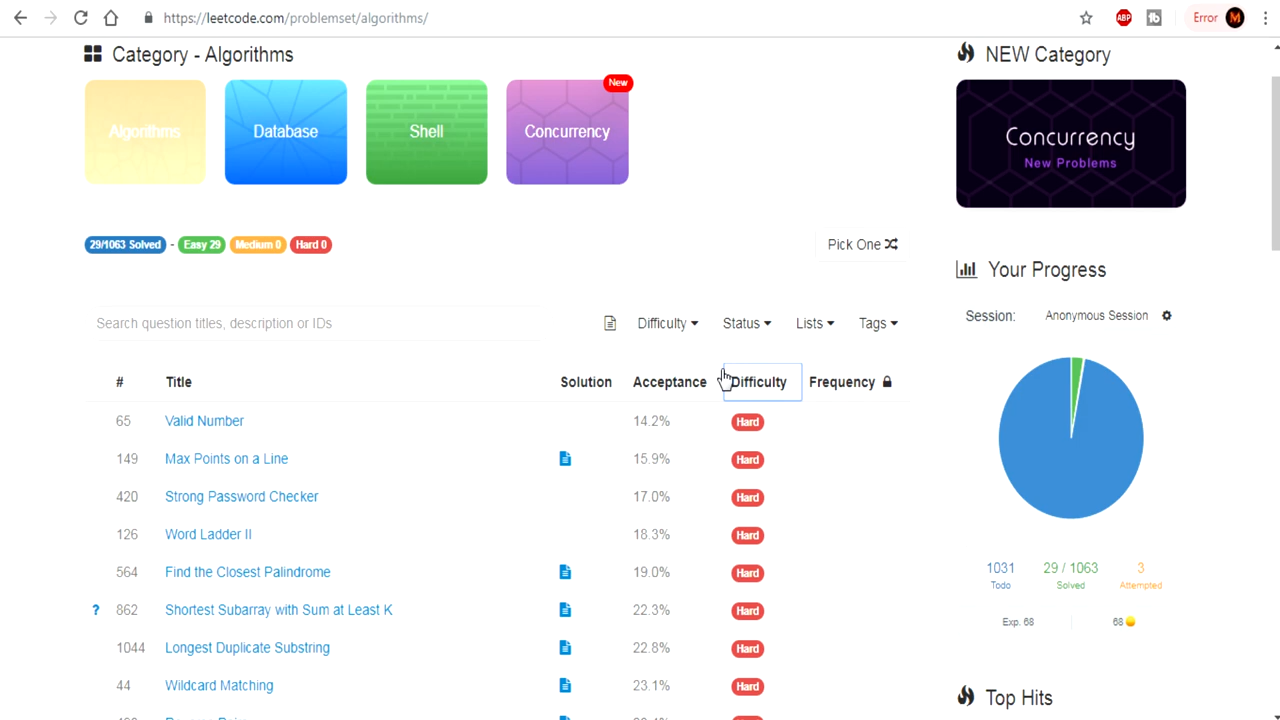 https://leetcode.com/problemset/algorithms/
ABP
Error
M
Category - Algorithms
NEW Category
New
Algorithms
Database
Shell
Concurrency
Concurrency
New Problems
29/1063 Solved - Easy 29 Medium 0 Hard 0
Pick One
Your Progress
Session: Anonymous Session
Search question titles, description or IDs
Difficulty Status Lists Tags
# Title Solution Acceptance Difficulty Frequency
65 Valid Number 14.2% Hard
149 Max Points on a Line 15.9% Hard
420 Strong Password Checker 17.0% Hard
126 Word Ladder II 18.3% Hard
564 Find the Closest Palindrome 19.0% Hard
? 862 Shortest Subarray with Sum at Least K 22.3% Hard
1044 Longest Duplicate Substring 22.8% Hard
44 Wildcard Matching 23.1% Hard
1031 29 / 1063 3
Todo Solved Attempted
Exp. 68 68
Top Hits